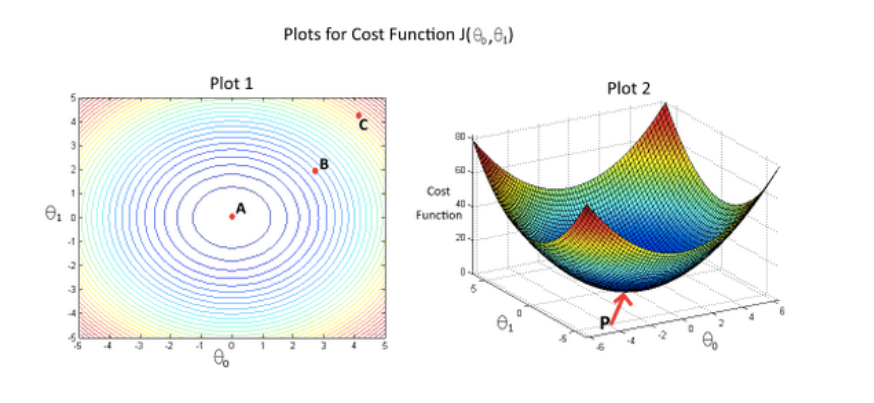 Plots for Cost Function J(θ₀,θ₁)
Plot 1
5
4
3
2
1
0
-1
-2
-3
-4
-5
θ₁
A
B
C
-5 -4 -3 -2 -1 0 1 2 3 4 5
θ₀
Plot 2
80
60
40
20
0
Cost
Function
5
0
-5
θ₁
P
-6 -4 -2 0 2 4 6
θ₀